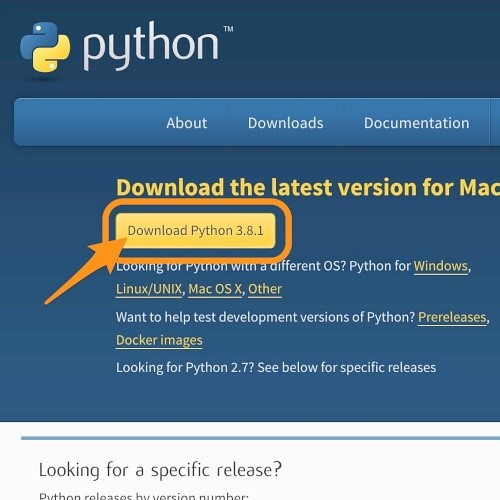 python™
About Downloads Documentation
Download the latest version for Mac
Download Python 3.8.1
Looking for Python with a different OS? Python for Windows,
Linux/UNIX, Mac OS X, Other
Want to help test development versions of Python? Prereleases,
Docker images
Looking for Python 2.7? See below for specific releases
Looking for a specific release?
Python releases by version number: